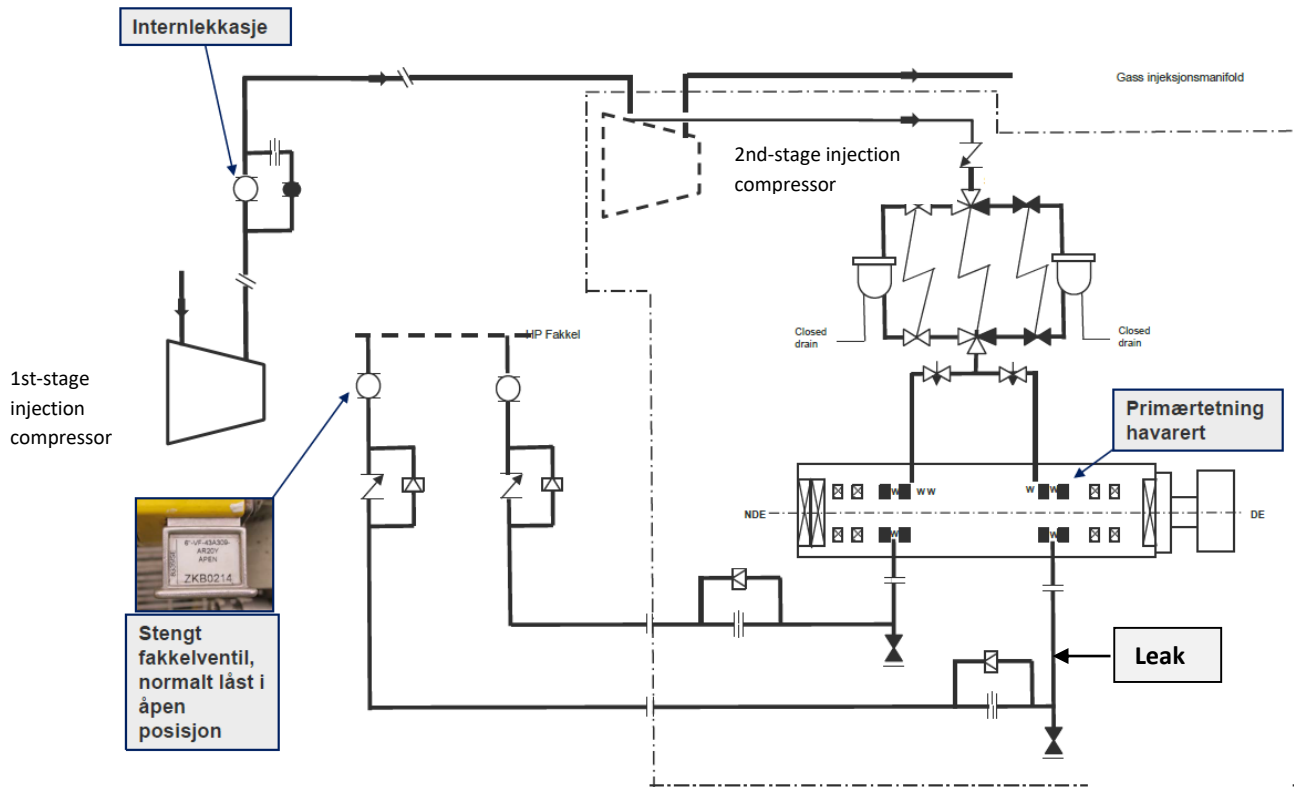 Internlekkasje
Gass injeksjonsmanifold
2nd-stage injection
compressor
Closed
drain
Closed
drain
HP Fakkel
1st-stage
injection
compressor
Primærtetning
havarert
W
W W
W
W
NDE
DE
W
W
APEN
ZKB0214
Stengt
fakkelventil,
normalt låst i
åpen
posisjon
Leak